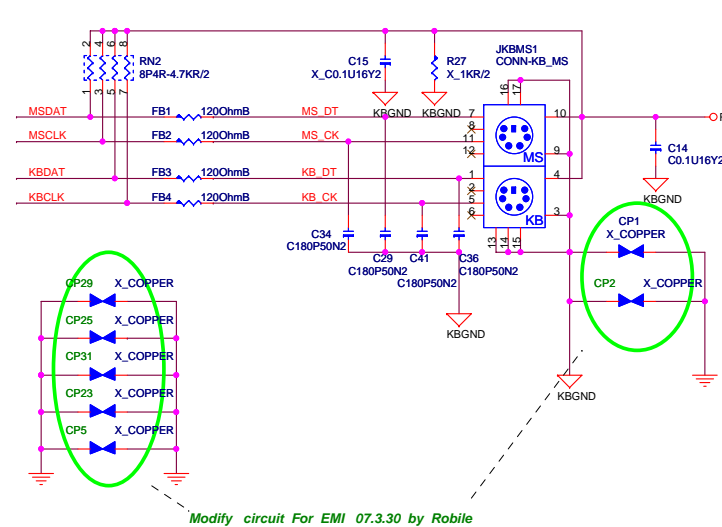 2 4 6 8
RN2
8P4R-4.7KR/2
1 3 5 7
C15
X_C0.1U16Y2
R27
X_1KR/2
JKBMS1
CONN-KB_MS
KBGND
KBGND
16 17
MSDAT
FB1
120OhmB
MS_DT
7
10
8
MSCLK
FB2
120OhmB
MS_CK
11
12
MS
9
C14
C0.1U16Y2
KBGND
KBDAT
FB3
120OhmB
KB_DT
1
4
2
KBCLK
FB4
120OhmB
KB_CK
5
6
KB
3
13 14 15
CP1
X_COPPER
C34
C180P50N2
C29
C180P50N2
C41
C180P50N2
C36
C180P50N2
CP2
X_COPPER
KBGND
KBGND
CP29
X_COPPER
CP25
X_COPPER
CP31
X_COPPER
CP23
X_COPPER
CP5
X_COPPER
Modify circuit For EMI 07.3.30 by Robile